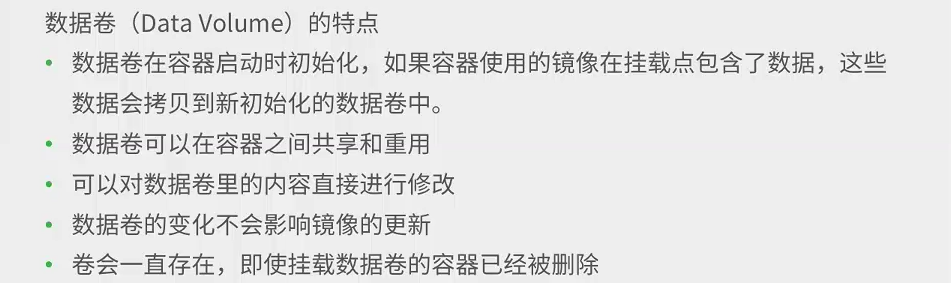 数据卷（Data Volume）的特点
• 数据卷在容器启动时初始化，如果容器使用的镜像在挂载点包含了数据，这些
数据会拷贝到新初始化的数据卷中。
• 数据卷可以在容器之间共享和重用
• 可以对数据卷里的内容直接进行修改
• 数据卷的变化不会影响镜像的更新
• 卷会一直存在，即使挂载数据卷的容器已经被删除